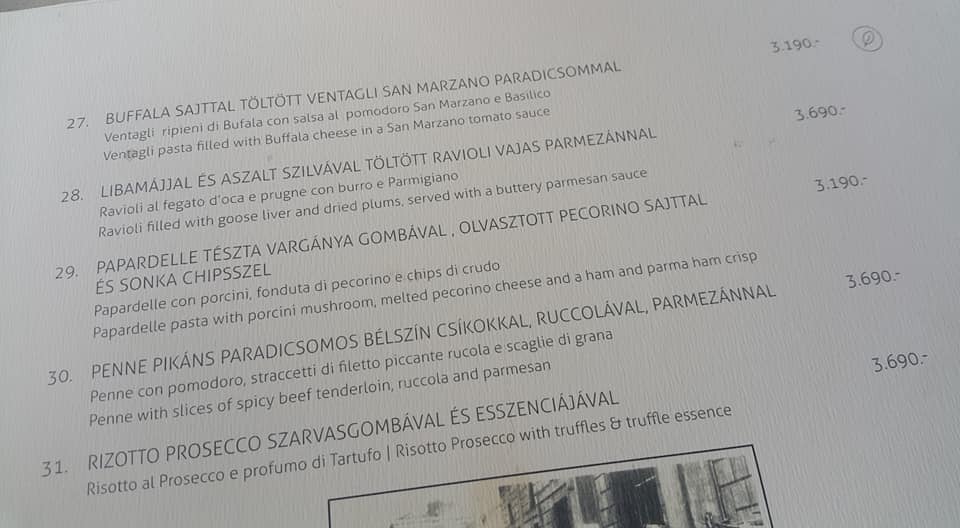 27. BUFFALA SAJTTAL TÖLTÖTT VENTAGLI SAN MARZANO PARADICSOMMAL 3.190.-
Ventagli ripieni di Bufala con salsa al pomodoro San Marzano e Basilico
Ventagli pasta filled with Buffala cheese in a San Marzano tomato sauce
28. LIBAMÁJJAL ÉS ASZALT SZILVÁVAL TÖLTÖTT RAVIOLI VAJAS PARMEZÁNNAL 3.690.-
Ravioli al fegato d'oca e prugne con burro e Parmigiano
Ravioli filled with goose liver and dried plums, served with a buttery parmesan sauce
29. PAPARDELLE TÉSZTA VARGÁNYA GOMBÁVAL , OLVASZTOTT PECORINO SAJTTAL 3.190.-
ÉS SONKA CHIPSSZEL
Papardelle con porcini, fonduta di pecorino e chips di crudo
Papardelle pasta with porcini mushroom, melted pecorino cheese and a ham and parma ham crisp
30. PENNE PIKÁNS PARADICSOMOS BÉLSZÍN CSÍKOKKAL, RUCCOLÁVAL, PARMEZÁNNAL 3.690.-
Penne con pomodoro, straccetti di filetto piccante rucola e scaglie di grana
Penne with slices of spicy beef tenderloin, ruccola and parmesan
31. RIZOTTO PROSECCO SZARVASGOMBÁVAL ÉS ESSZENCIÁJÁVAL 3.690.-
Risotto al Prosecco e profumo di Tartufo | Risotto Prosecco with truffles & truffle essence